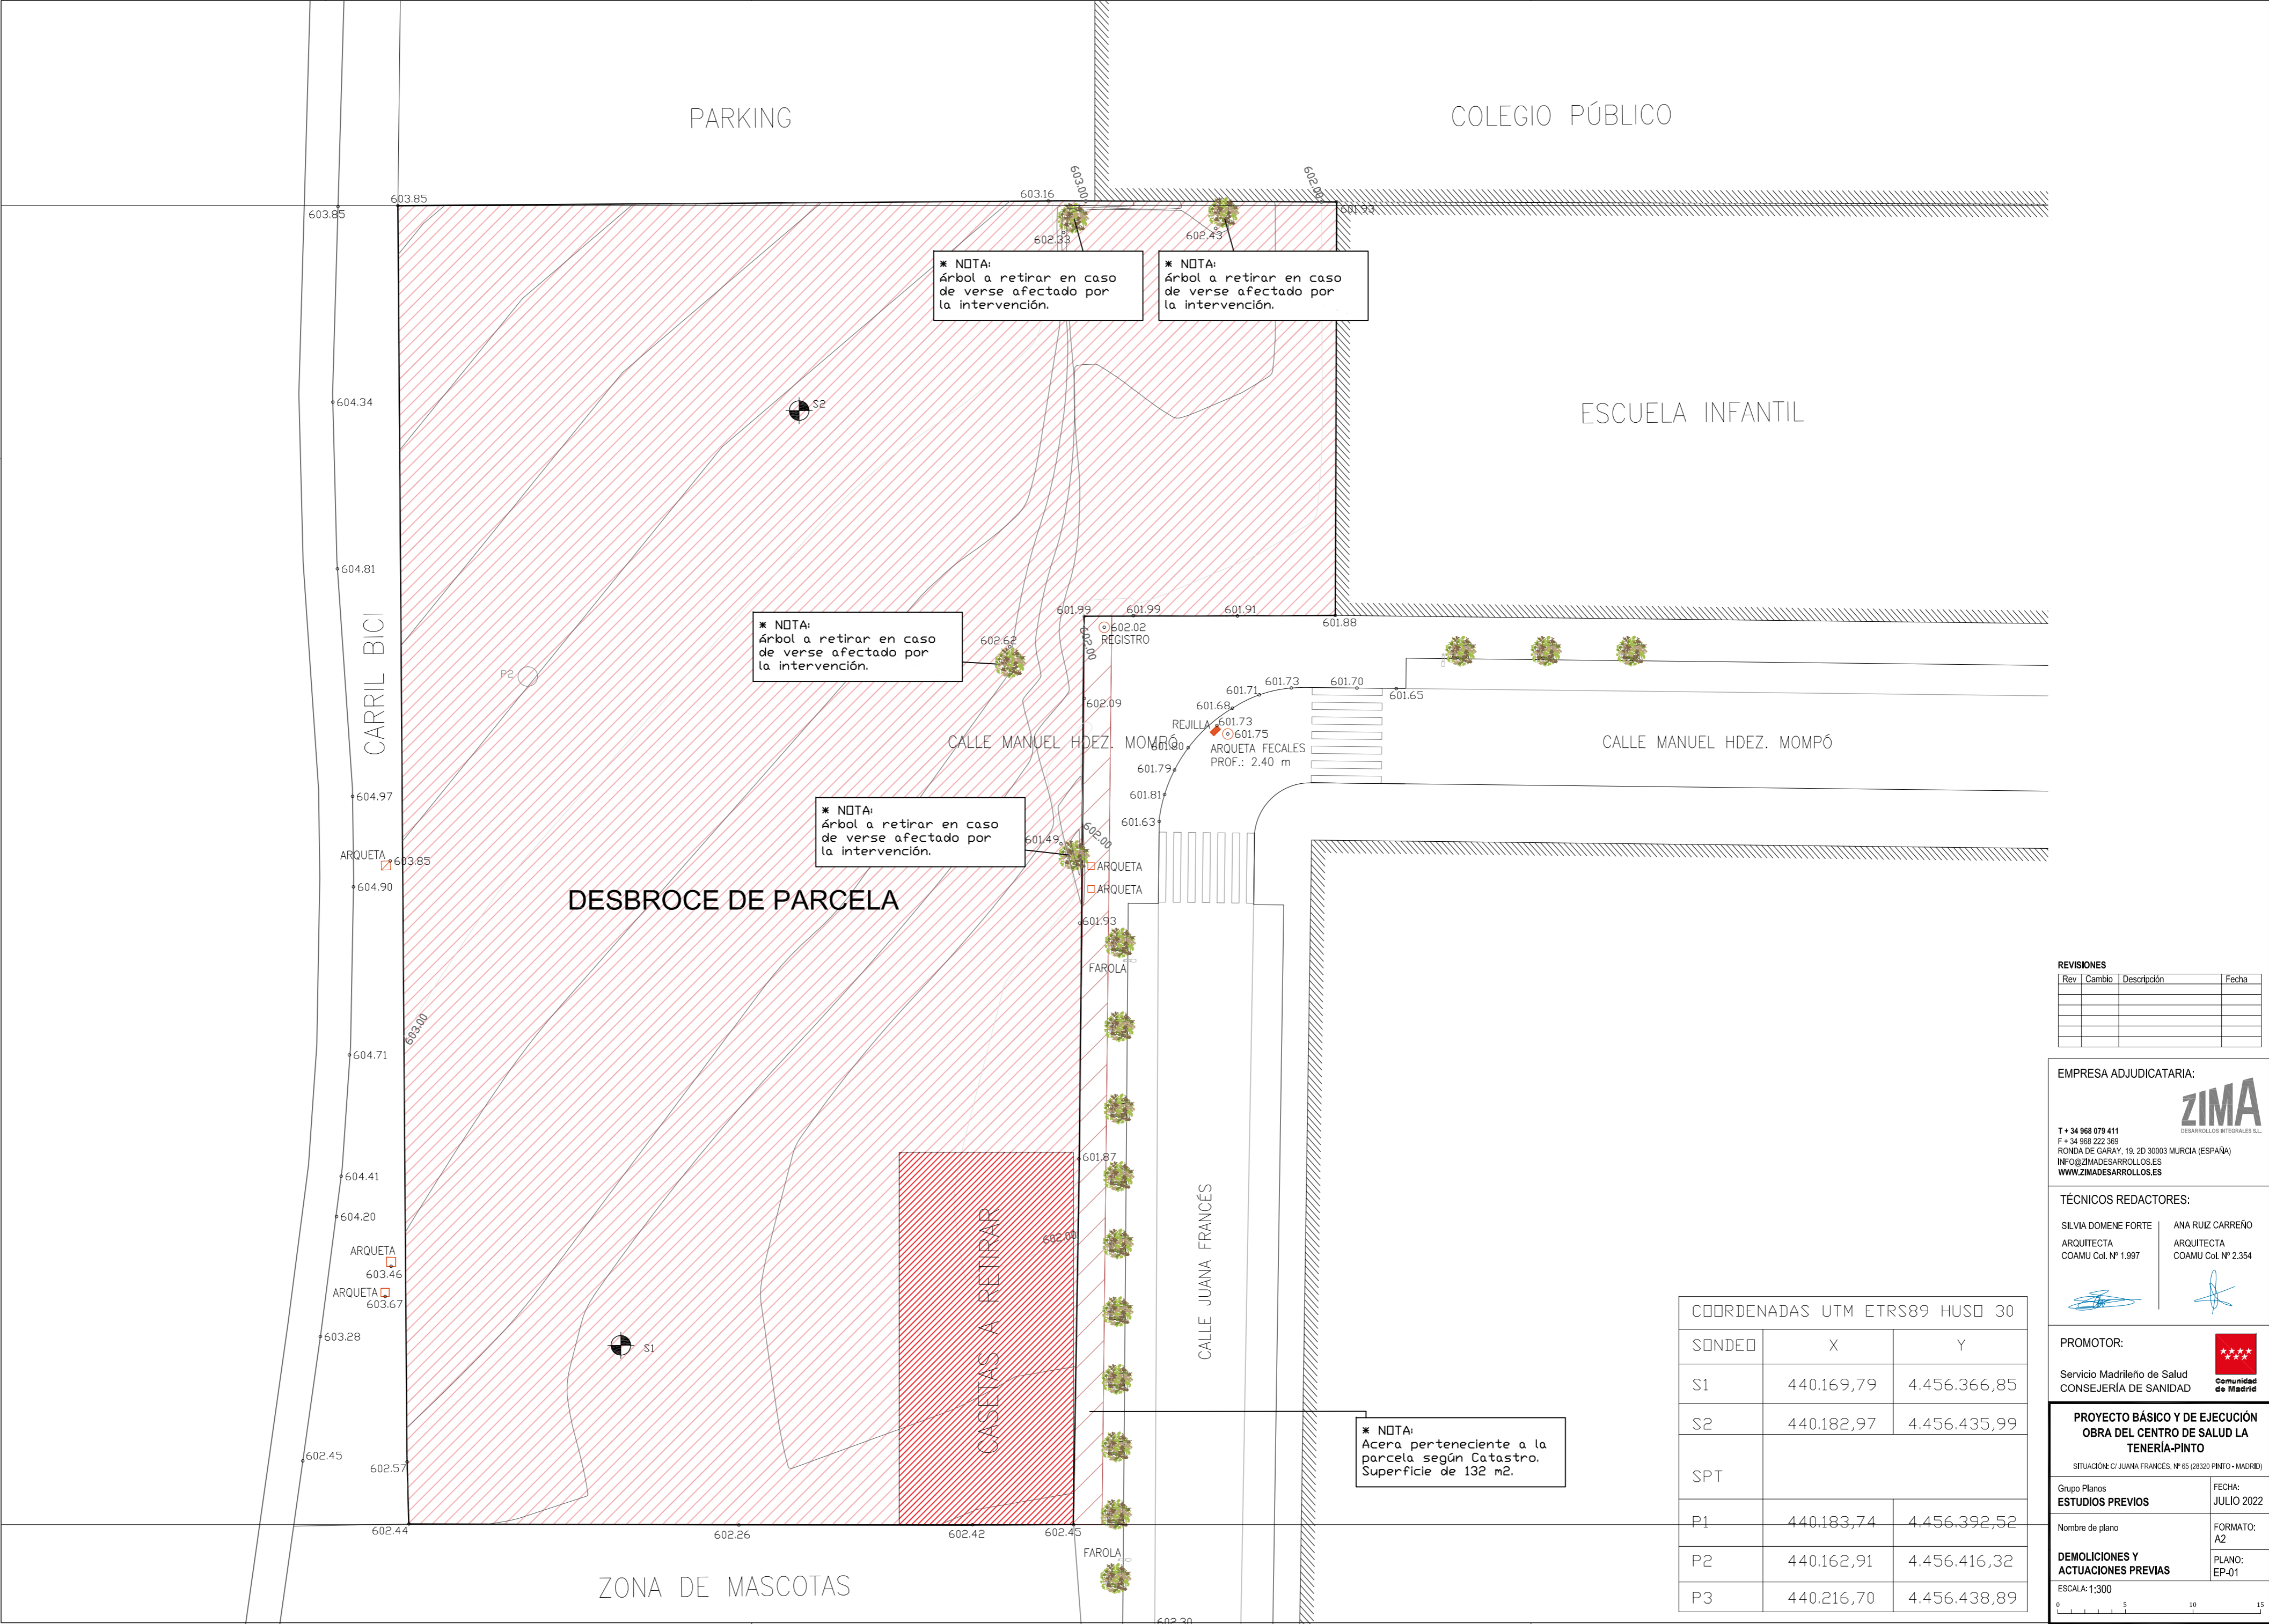 PARKING
COLEGIO PÚBLICO
603.85
603.85
603.16
603.00
602.00
601.93
602.33
602.43
* NOTA:
árbol a retirar en caso
de verse afectado por
la intervención.
* NOTA:
árbol a retirar en caso
de verse afectado por
la intervención.
604.34
S2
ESCUELA INFANTIL
604.81
CARRIL BICI
* NOTA:
árbol a retirar en caso
de verse afectado por
la intervención.
602.62
P2
601.99
601.99
601.91
601.88
602.02
REGISTRO
602.00
602.09
601.71
601.73
601.70
601.65
601.68
REJILLA
601.73
601.75
CALLE MANUEL HDEZ. MOMPÓ
601.80
ARQUETA FECALES
PROF.: 2.40 m
CALLE MANUEL HDEZ. MOMPÓ
601.79
601.81
601.63
604.97
* NOTA:
árbol a retirar en caso
de verse afectado por
la intervención.
601.49
602.00
ARQUETA
603.85
604.90
ARQUETA
ARQUETA
DESBROCE DE PARCELA
601.93
FAROLA
603.00
604.71
601.87
604.41
604.20
ARQUETA
603.46
ARQUETA
603.67
603.28
602.00
CASETAS A RETIRAR
CALLE JUANA FRANCÉS
S1
602.45
602.57
* NOTA:
Acera perteneciente a la
parcela según Catastro.
Superficie de 132 m2.
602.44
602.26
602.42
602.45
FAROLA
ZONA DE MASCOTAS
602.30
COORDENADAS UTM ETRS89 HUSO 30
SONDEO X Y
S1 440.169,79 4.456.366,85
S2 440.182,97 4.456.435,99
SPT
P1 440.183,74 4.456.392,52
P2 440.162,91 4.456.416,32
P3 440.216,70 4.456.438,89
REVISIONES
Rev Cambio Descripción Fecha
EMPRESA ADJUDICATARIA:
ZIMA
DESARROLLOS INTEGRALES S.L.
T + 34 968 079 411
F + 34 968 222 369
RONDA DE GARAY, 19, 2D 30003 MURCIA (ESPAÑA)
INFO@ZIMADESARROLLOS.ES
WWW.ZIMADESARROLLOS.ES
TÉCNICOS REDACTORES:
SILVIA DOMENE FORTE
ARQUITECTA
COAMU Col. Nº 1.997
ANA RUIZ CARREÑO
ARQUITECTA
COAMU Col. Nº 2.354
PROMOTOR:
Servicio Madrileño de Salud
CONSEJERÍA DE SANIDAD
Comunidad
de Madrid
PROYECTO BÁSICO Y DE EJECUCIÓN
OBRA DEL CENTRO DE SALUD LA
TENERÍA-PINTO
SITUACIÓN: C/ JUANA FRANCÉS, Nº 65 (28320 PINTO - MADRID)
Grupo Planos
ESTUDIOS PREVIOS
FECHA:
JULIO 2022
Nombre de plano
DEMOLICIONES Y
ACTUACIONES PREVIAS
FORMATO:
A2
PLANO:
EP-01
ESCALA: 1:300
0 5 10 15